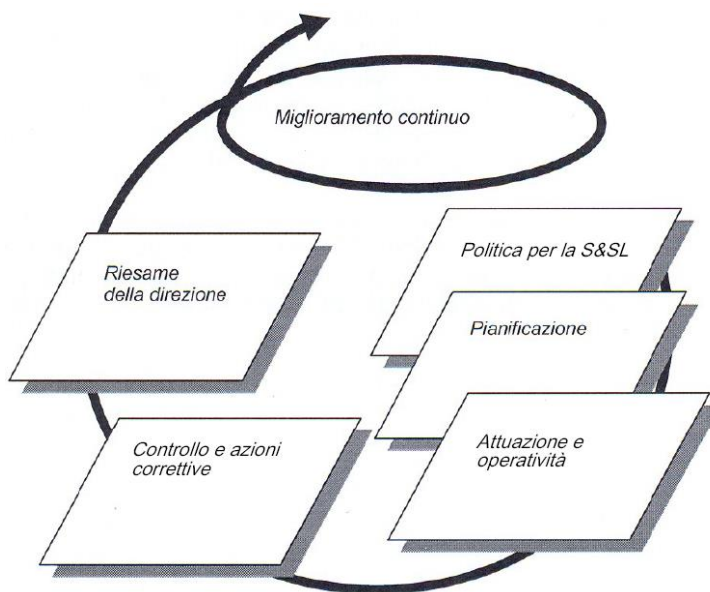 Miglioramento continuo
Politica per la S&SL
Riesame
della direzione
Pianificazione
Controllo e azioni
correttive
Attuazione e
operatività